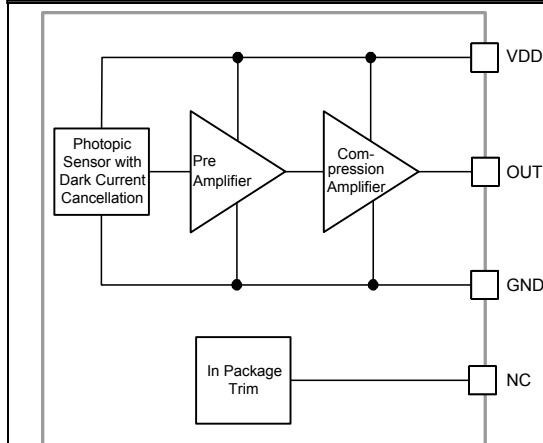 VDD
Photopic
Sensor with
Dark Current
Cancellation
Pre
Amplifier
Com-
pression
Amplifier
OUT
GND
In Package
Trim
NC